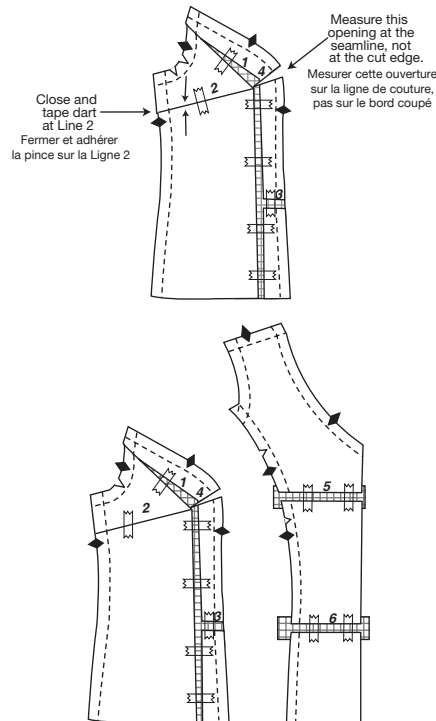 Measure this
opening at the
seamline, not
at the cut edge.
Mesurer cette ouverture
sur la ligne de couture,
pas sur le bord coupé
Close and
tape dart
at Line 2
Fermer et adhérer
la pince sur la Ligne 2
1
4
2
3
1
4
2
3
5
6